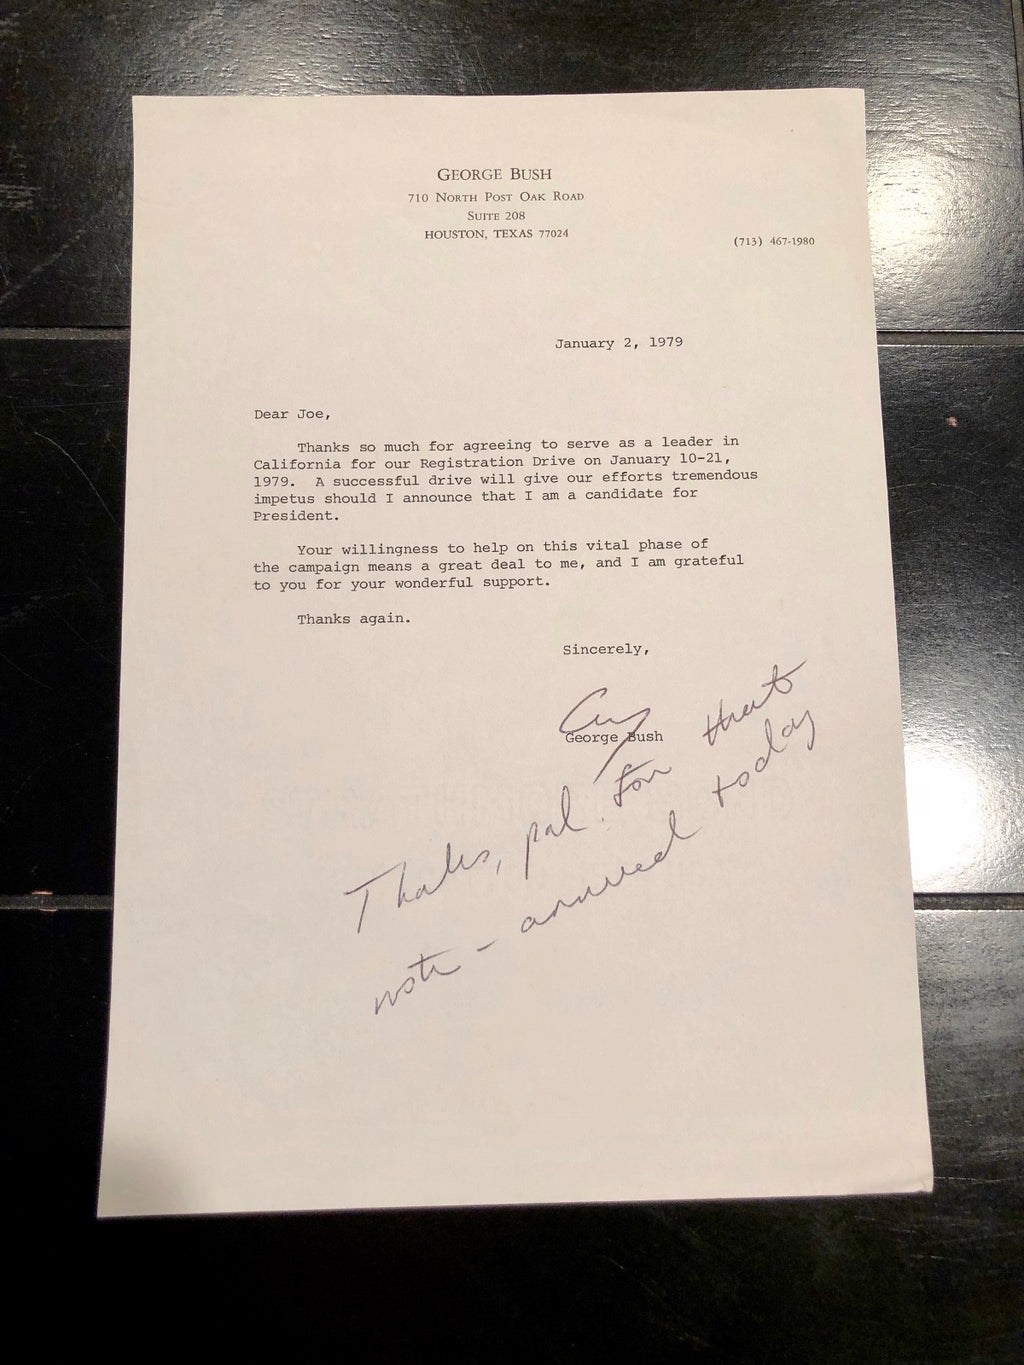 GEORGE BUSH
710 NORTH POST OAK ROAD
SUITE 208
HOUSTON, TEXAS 77024
(713) 467-1980
January 2, 1979
Dear Joe,
Thanks so much for agreeing to serve as a leader in
California for our Registration Drive on January 10-21,
1979. A successful drive will give our efforts tremendous
impetus should I announce that I am a candidate for
President.
Your willingness to help on this vital phase of
the campaign means a great deal to me, and I am grateful
to you for your wonderful support.
Thanks again.
Sincerely,
George Bush
Thanks, pal. for that
note - today